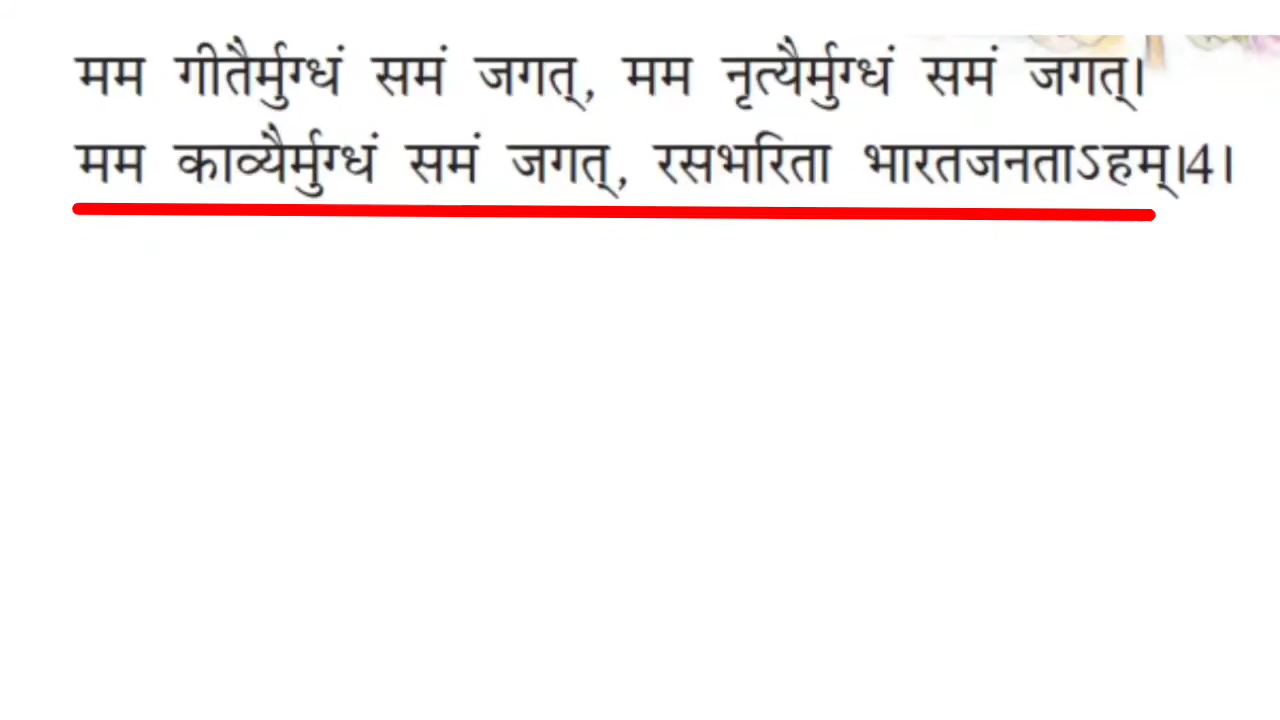 मम गीतैर्मुग्धं समं जगत्, मम नृत्यैर्मुग्धं समं जगत्।
मम काव्यैर्मुग्धं समं जगत्, रसभरिता भारतजनताऽहम्।4।